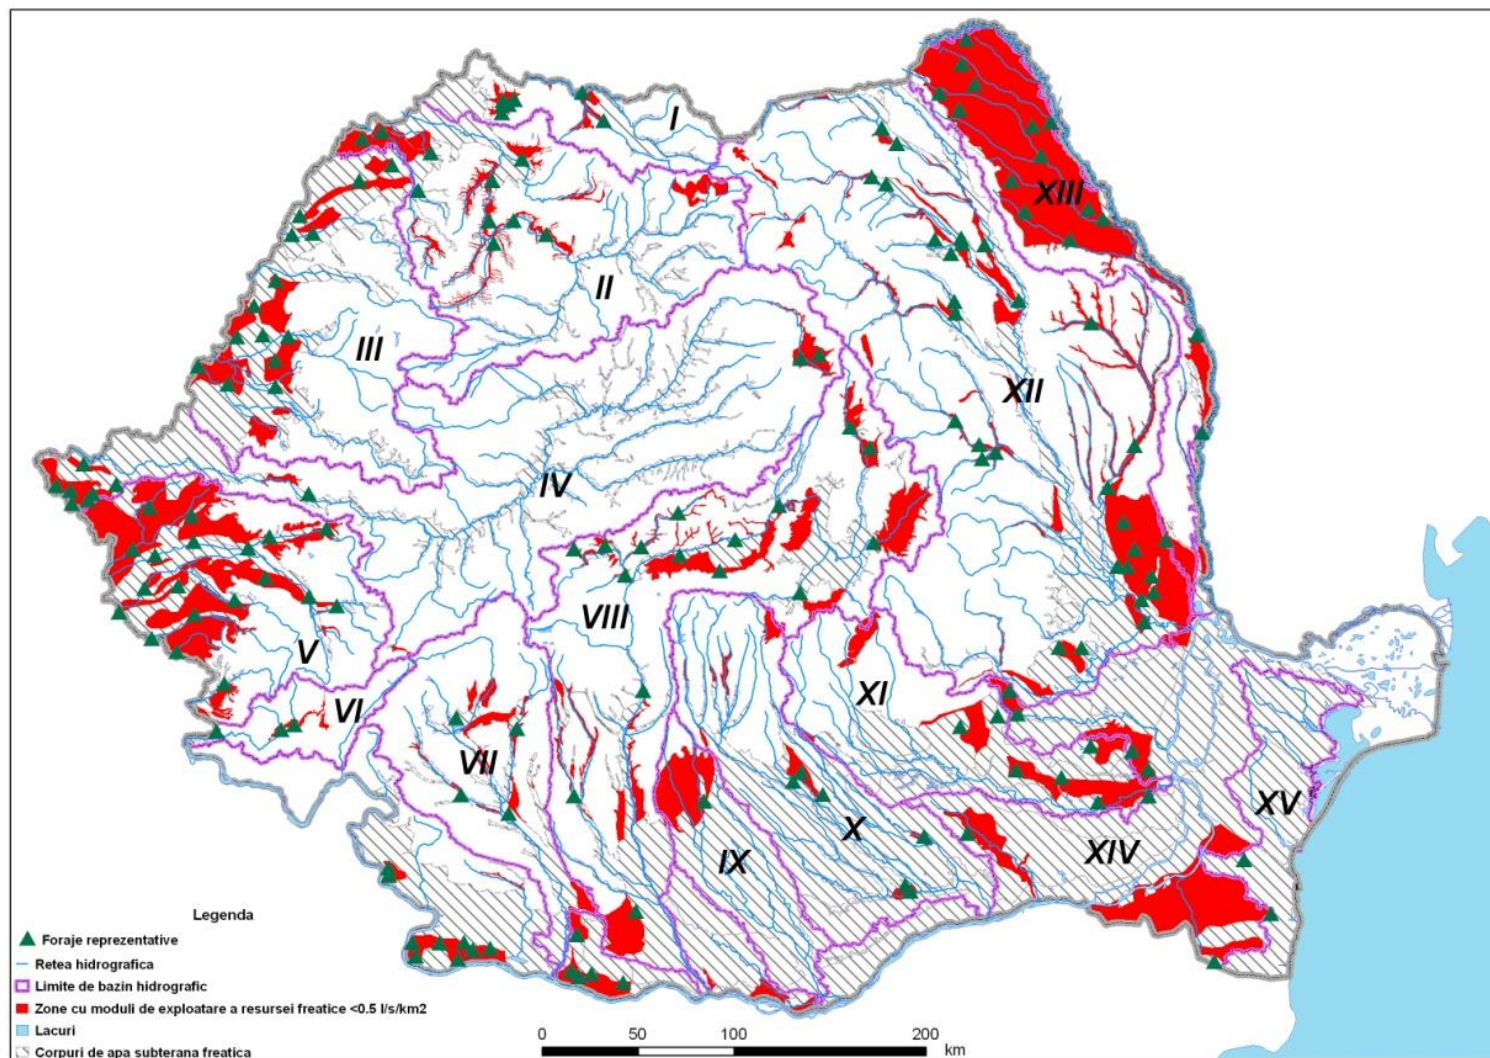 I
XIII
II
III
XII
IV
VIII
V
VI
XI
VII
XV
X
XIV
IX
Legenda
Foraje reprezentative
Retea hidrografica
Limite de bazin hidrografic
Zone cu moduli de exploatare a resursei freatice <0.5 l/s/km2
Lacuri
Corpuri de apa subterana freatica
0 50 100 200
km